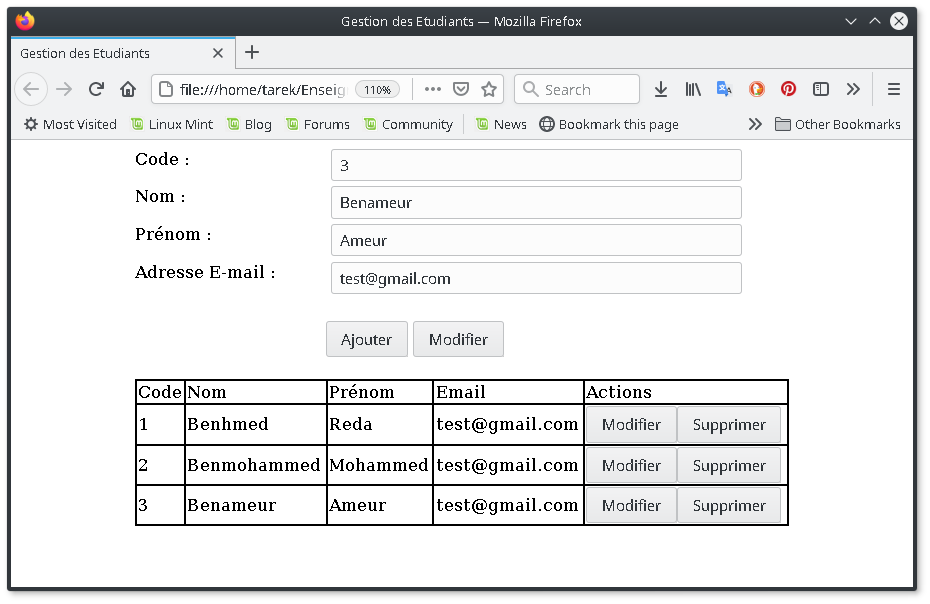 Gestion des Etudiants — Mozilla Firefox
Gestion des Etudiants
file:///home/tarek/Enseig 110% Search
Most Visited Linux Mint Blog Forums Community News Bookmark this page Other Bookmarks
Code : 3
Nom : Benameur
Prénom : Ameur
Adresse E-mail : test@gmail.com
Ajouter Modifier
Code Nom Prénom Email Actions
1 Benhmed Reda test@gmail.com Modifier Supprimer
2 Benmohammed Mohammed test@gmail.com Modifier Supprimer
3 Benameur Ameur test@gmail.com Modifier Supprimer